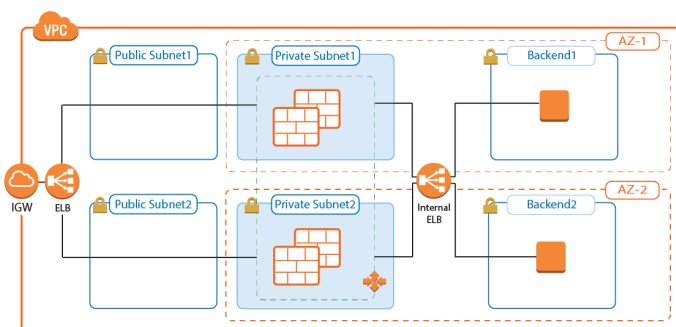 VPC
AZ-1
Public Subnet1
Private Subnet1
Backend1
IGW
ELB
Internal
ELB
AZ-2
Public Subnet2
Private Subnet2
Backend2